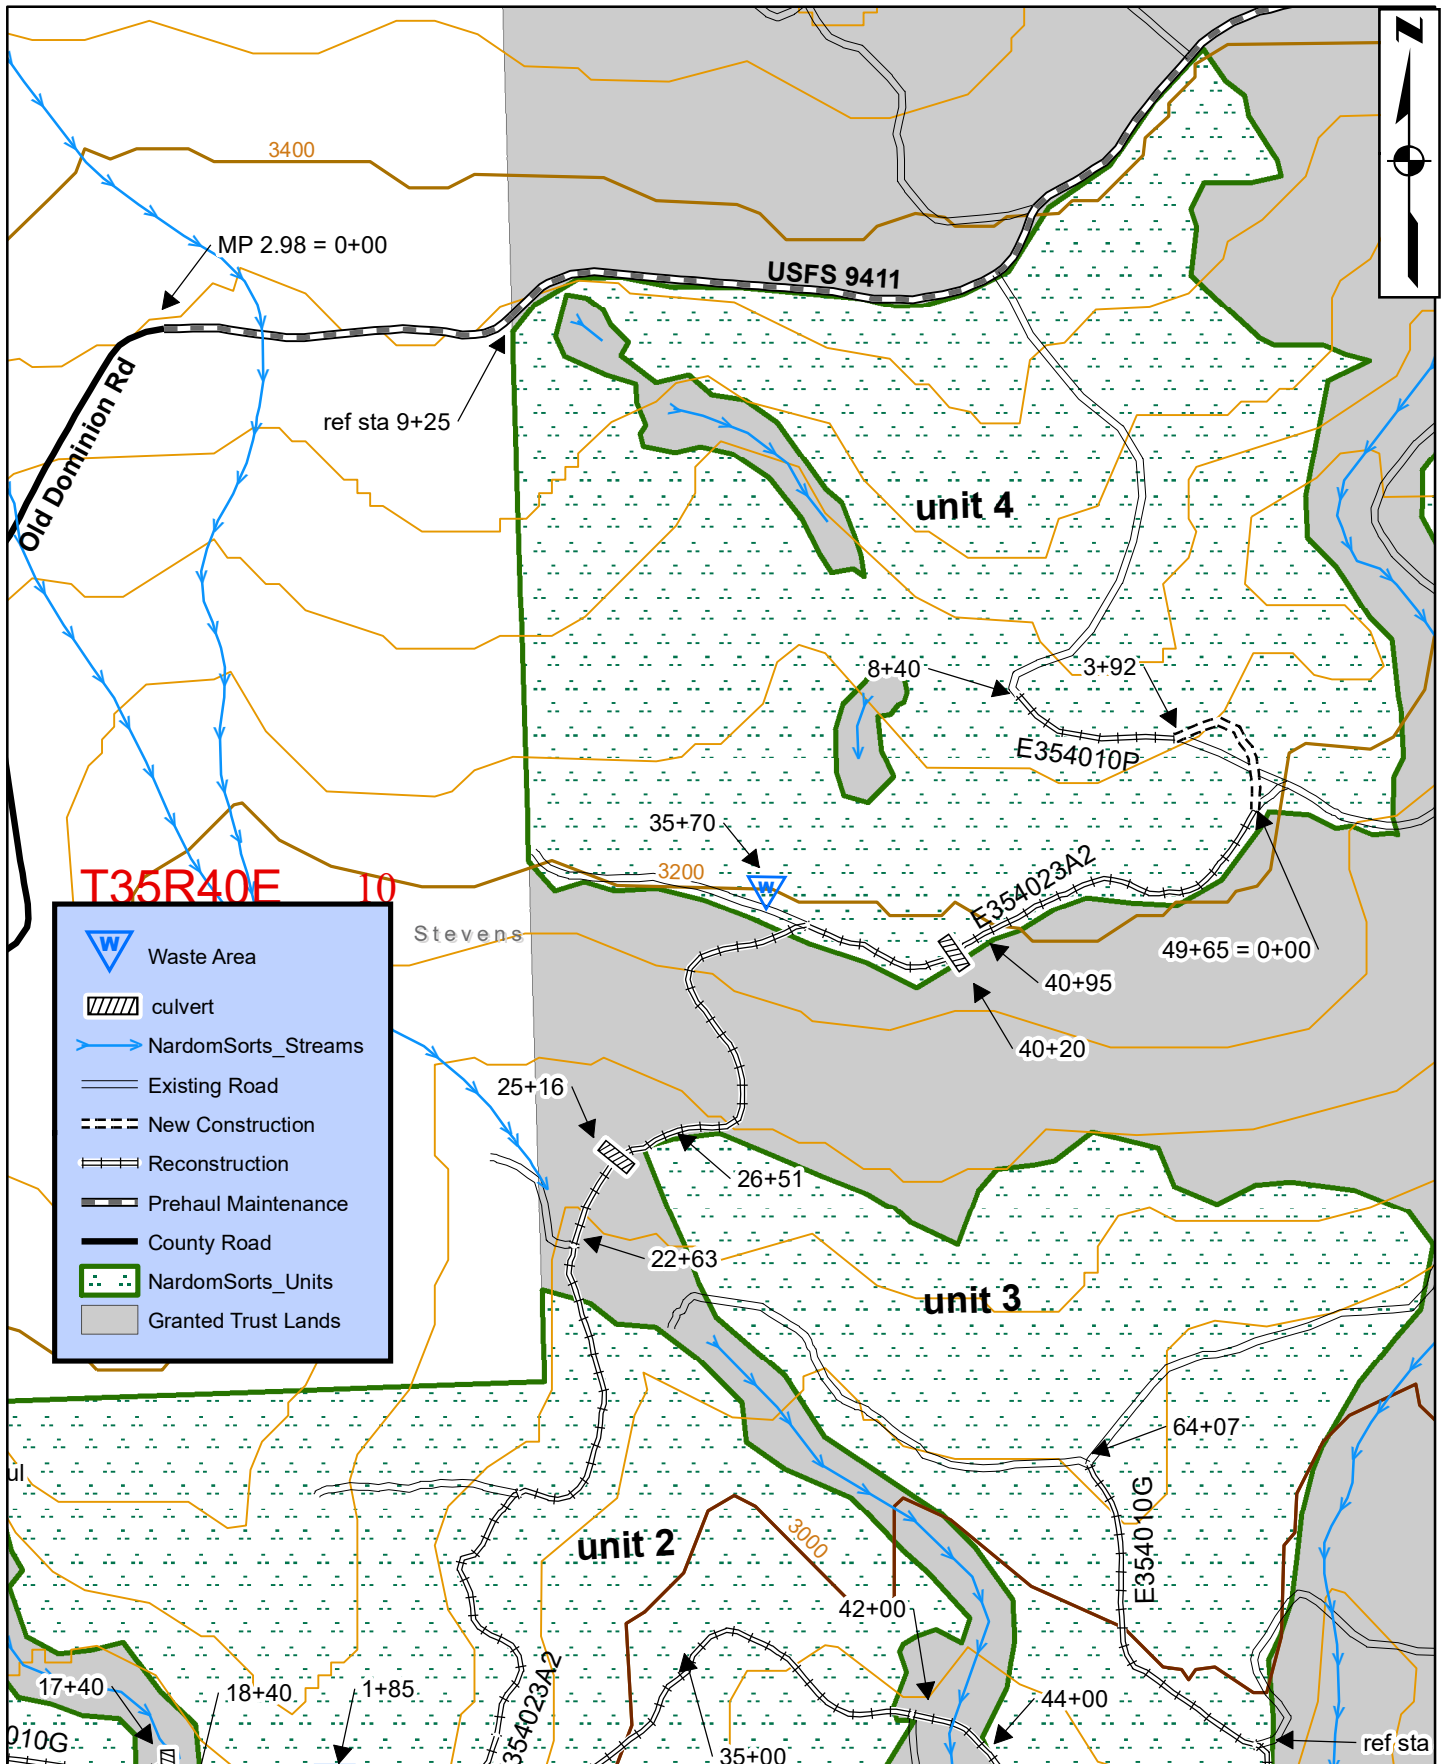 N
3400
MP 2.98 = 0+00
USFS 9411
Old Dominion Rd
ref sta 9+25
unit 4
8+40
3+92
E354010P
35+70
3200
W
E354023A2
T35R40E 10
Stevens
49+65 = 0+00
40+95
40+20
W Waste Area
culvert
NardomSorts_Streams
Existing Road
New Construction
Reconstruction
Prehaul Maintenance
County Road
NardomSorts_Units
Granted Trust Lands
25+16
26+51
22+63
unit 3
64+07
E354010G
ul
unit 2
3000
42+00
17+40
18+40
1+85
354023A2
44+00
010G
35+00
ref sta